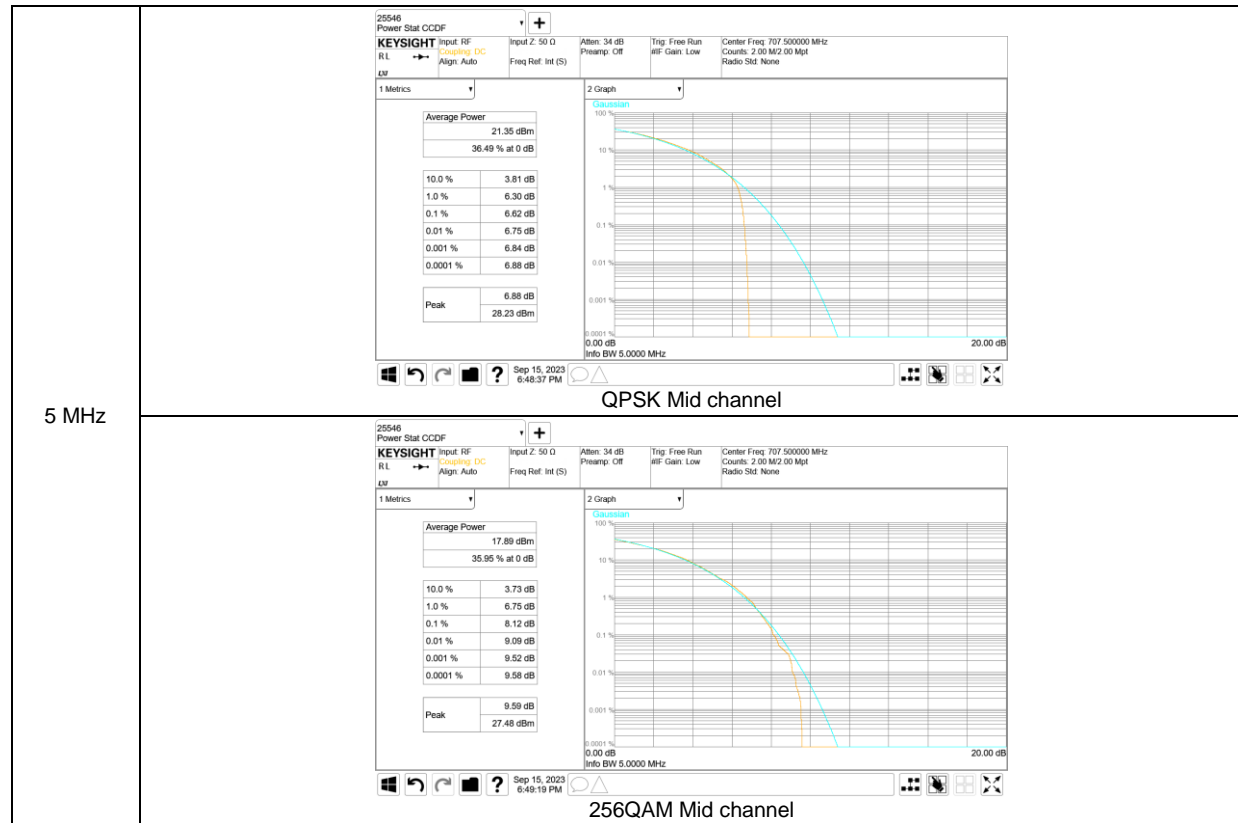 5 MHz
25546
Power Stat CCDF
KEYSIGHT
RL
LXI
Input: RF
Coupling: DC
Align: Auto
Input Z: 50 Ω
Freq Ref: Int (S)
Atten: 34 dB
Preamp: Off
Trig: Free Run
#IF Gain: Low
Center Freq: 707.500000 MHz
Counts: 2.00 M/2.00 Mpt
Radio Std: None
1 Metrics
Average Power
21.35 dBm
36.49 % at 0 dB
10.0 % 3.81 dB
1.0 % 6.30 dB
0.1 % 6.62 dB
0.01 % 6.75 dB
0.001 % 6.84 dB
0.0001 % 6.88 dB
Peak
6.88 dB
28.23 dBm
2 Graph
Gaussian
100 %
10 %
1 %
0.1 %
0.01 %
0.001 %
0.0001 %
0.00 dB 20.00 dB
Info BW 5.0000 MHz
?
Sep 15, 2023
6:48:37 PM
QPSK Mid channel
25546
Power Stat CCDF
KEYSIGHT
RL
LXI
Input: RF
Coupling: DC
Align: Auto
Input Z: 50 Ω
Freq Ref: Int (S)
Atten: 34 dB
Preamp: Off
Trig: Free Run
#IF Gain: Low
Center Freq: 707.500000 MHz
Counts: 2.00 M/2.00 Mpt
Radio Std: None
1 Metrics
Average Power
17.89 dBm
35.95 % at 0 dB
10.0 % 3.73 dB
1.0 % 6.75 dB
0.1 % 8.12 dB
0.01 % 9.09 dB
0.001 % 9.52 dB
0.0001 % 9.58 dB
Peak
9.59 dB
27.48 dBm
2 Graph
Gaussian
100 %
10 %
1 %
0.1 %
0.01 %
0.001 %
0.0001 %
0.00 dB 20.00 dB
Info BW 5.0000 MHz
?
Sep 15, 2023
6:49:19 PM
256QAM Mid channel